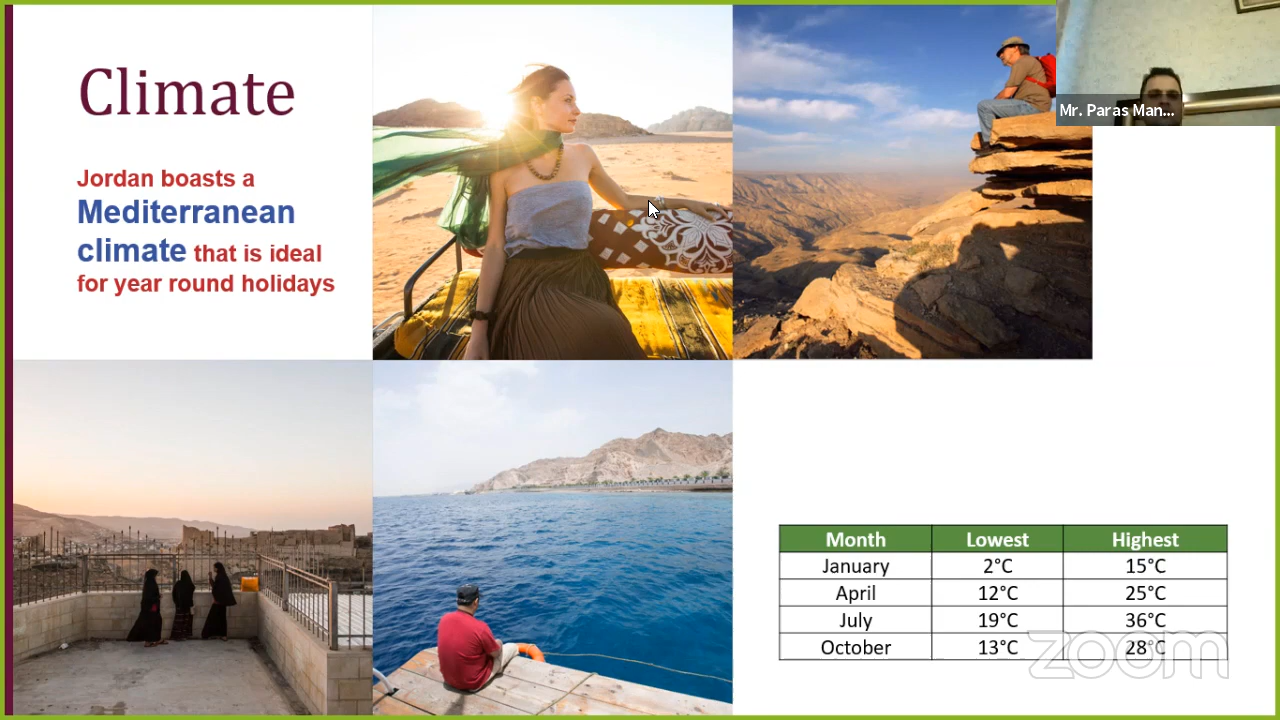 Climate
Jordan boasts a
Mediterranean
climate that is ideal
for year round holidays
Mr. Paras Man...
Month Lowest Highest
January 2°C 15°C
April 12°C 25°C
July 19°C 36°C
October 13°C 28°C
zoom